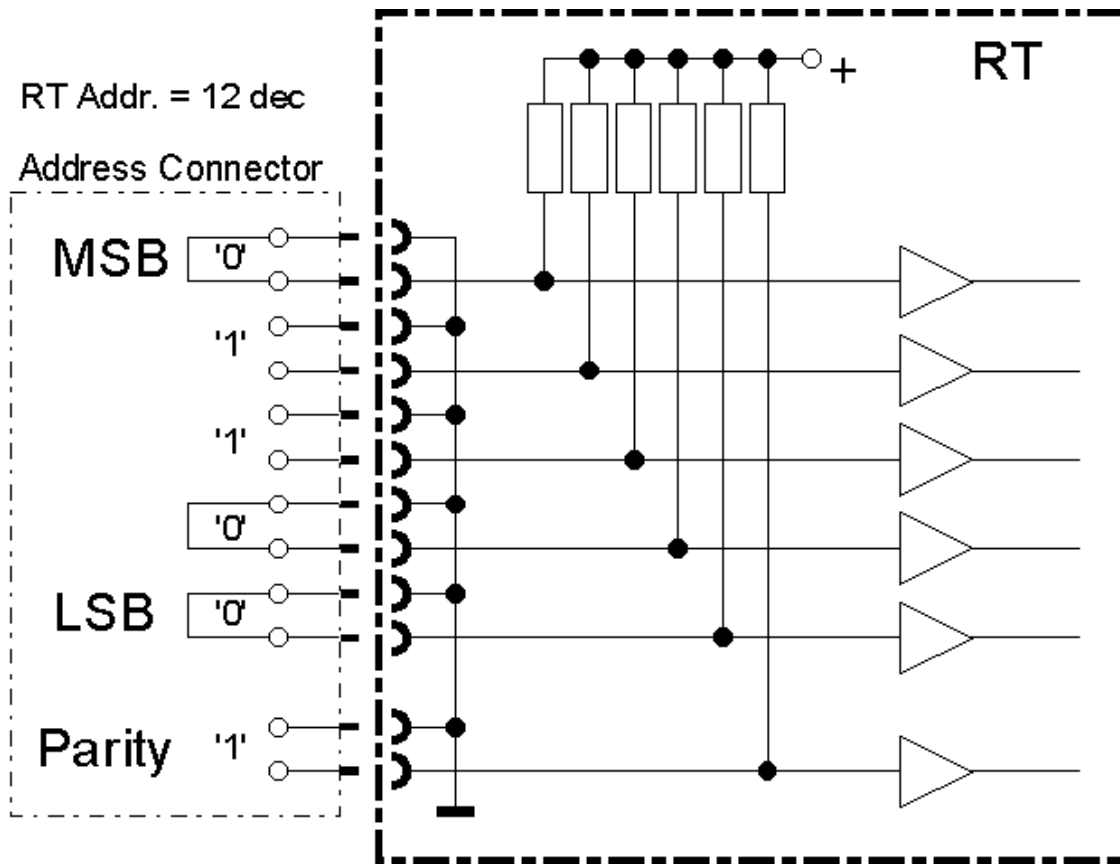 RT
+
RT Addr. = 12 dec
Address Connector
MSB '0'
'1'
'1'
'0'
LSB '0'
Parity '1'